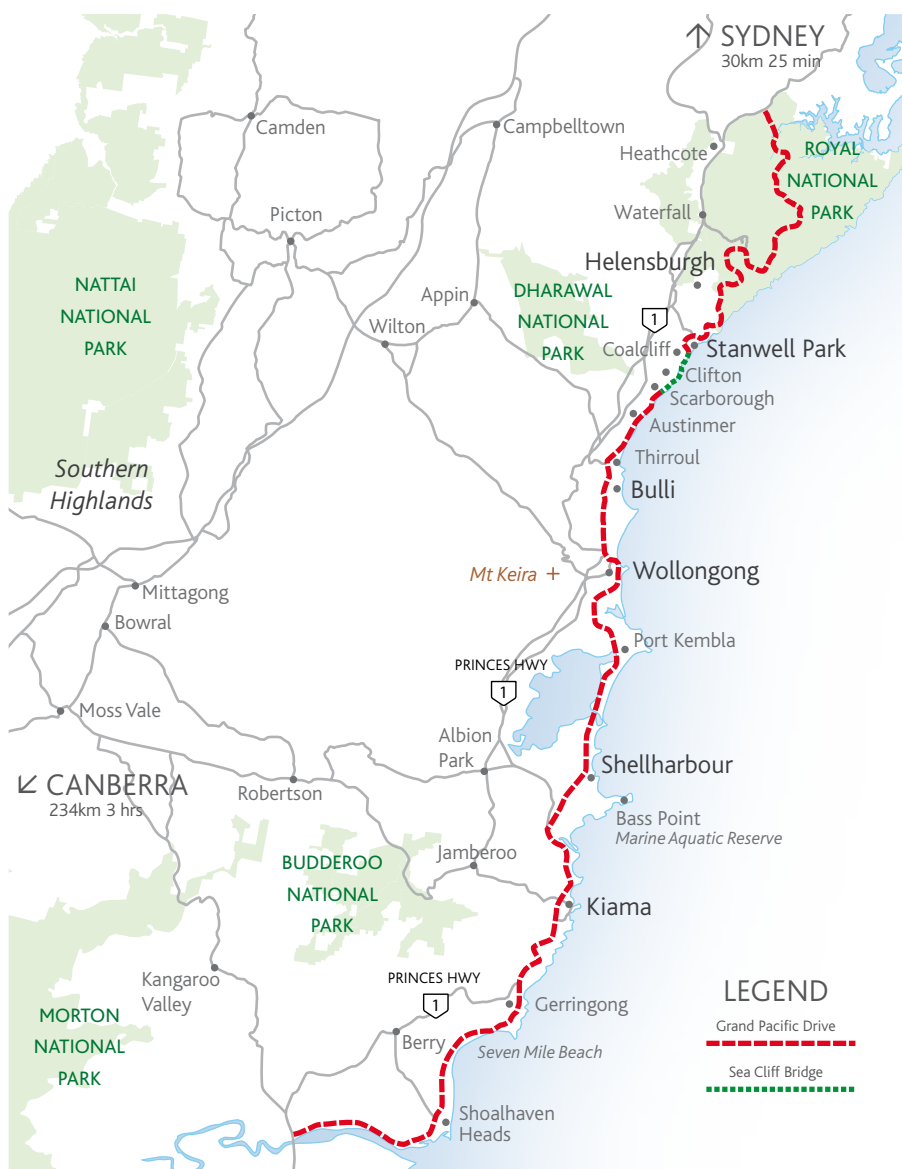 SYDNEY
30km 25 min
Camden
Campbelltown
Heathcote
ROYAL
NATIONAL
PARK
Picton
Waterfall
Helensburgh
NATTAI
NATIONAL
PARK
Appin
DHARAWAL
NATIONAL
PARK
1
Wilton
Coalcliff
Stanwell Park
Clifton
Scarborough
Austinmer
Southern
Highlands
Thirroul
Bulli
Mt Keira
Wollongong
Mittagong
Bowral
Port Kembla
PRINCES HWY
1
Moss Vale
Albion
Park
Shellharbour
CANBERRA
234km 3 hrs
Robertson
Bass Point
Marine Aquatic Reserve
Jamberoo
BUDDEROO
NATIONAL
PARK
Kiama
Kangaroo
Valley
PRINCES HWY
1
Gerringong
LEGEND
Grand Pacific Drive
Sea Cliff Bridge
MORTON
NATIONAL
PARK
Berry
Seven Mile Beach
Shoalhaven
Heads